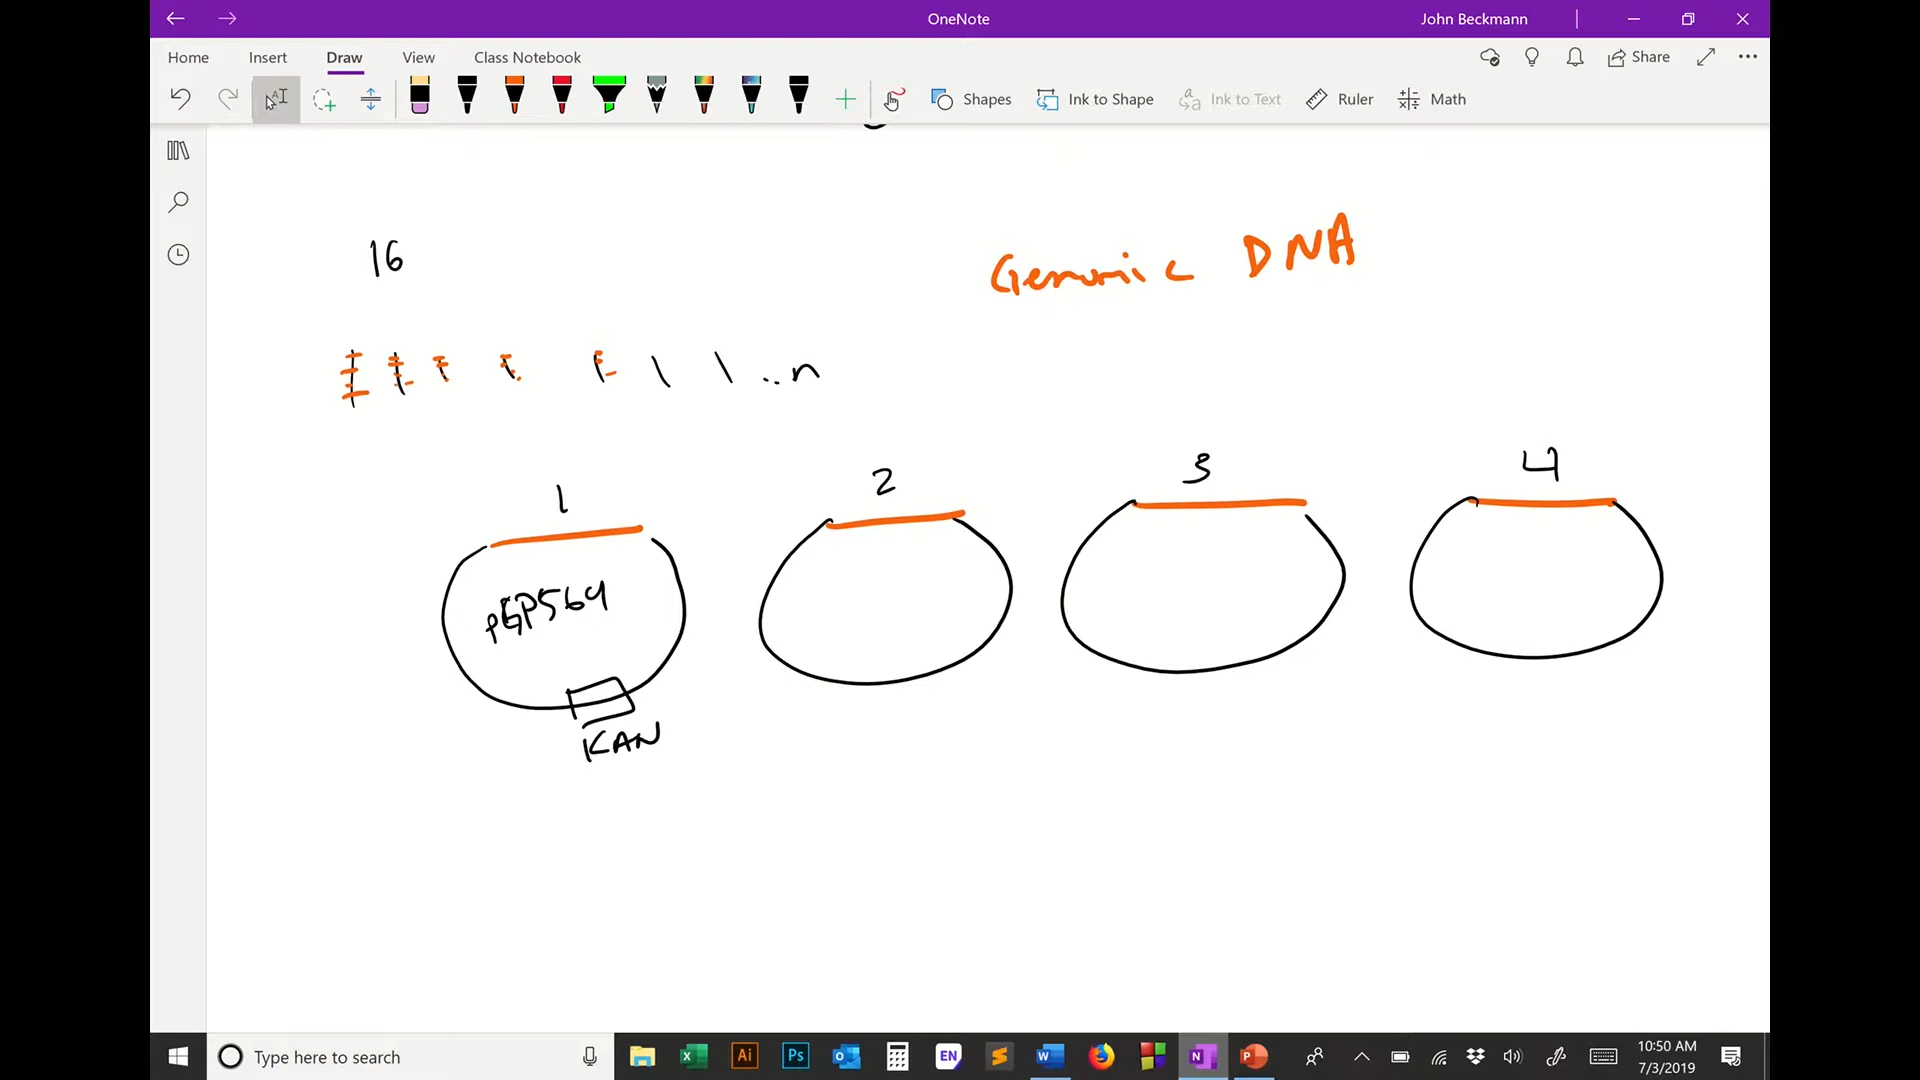 OneNote
John Beckmann
Home Insert Draw View Class Notebook
Share
Shapes Ink to Shape Ink to Text Ruler Math
16
Genomic DNA
..n
1 2 3 4
pGP564
KAN
Type here to search
EN
10:50 AM
7/3/2019